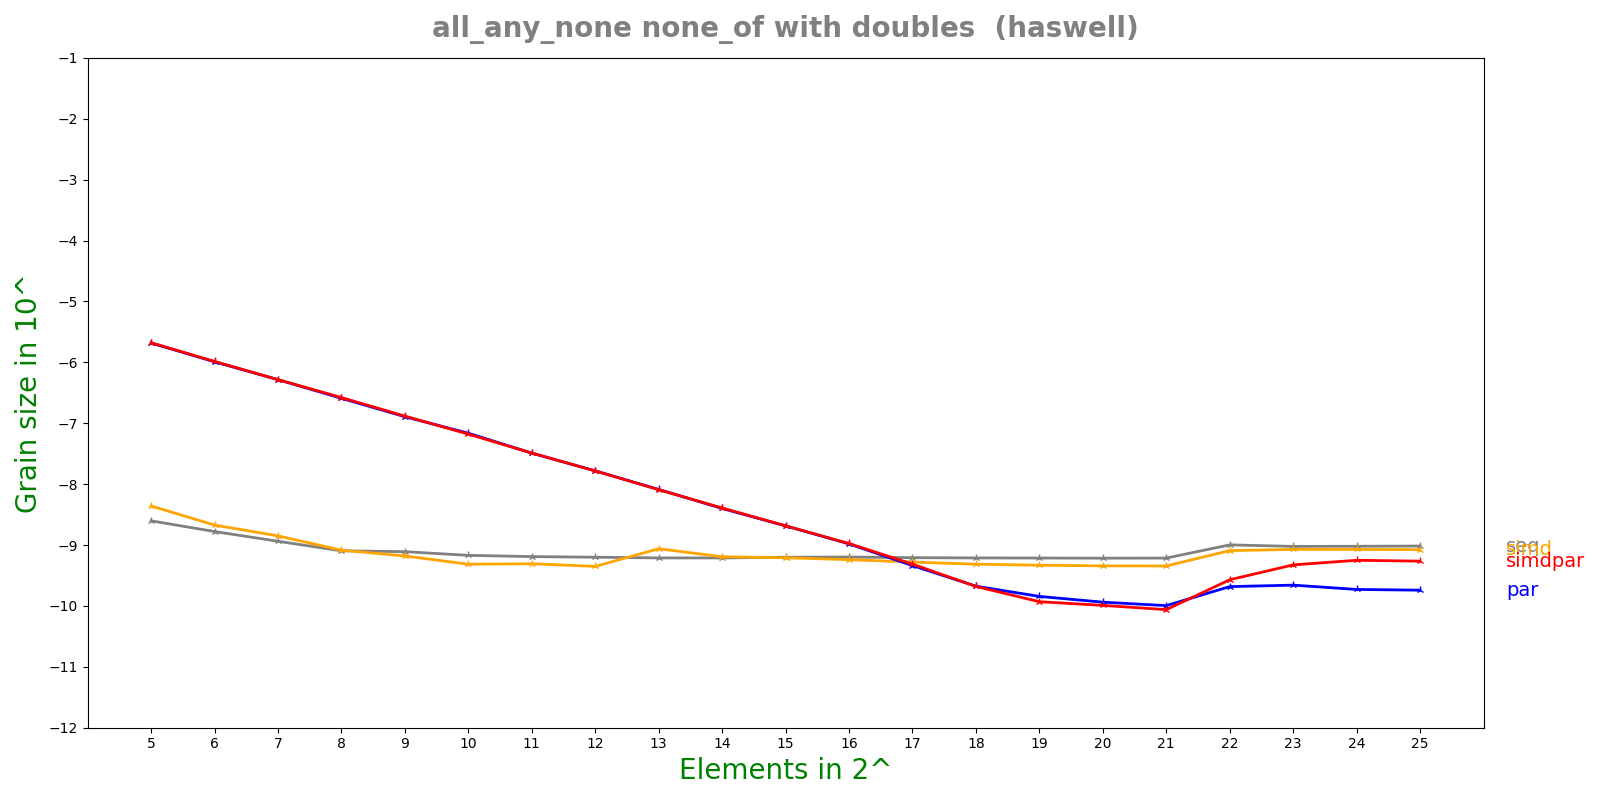 all_any_none none_of with doubles (haswell)
Grain size in 10^
−1
−2
−3
−4
−5
−6
−7
−8
−9
−10
−11
−12
seq
simd
simdpar
par
5 6 7 8 9 10 11 12 13 14 15 16 17 18 19 20 21 22 23 24 25
Elements in 2^